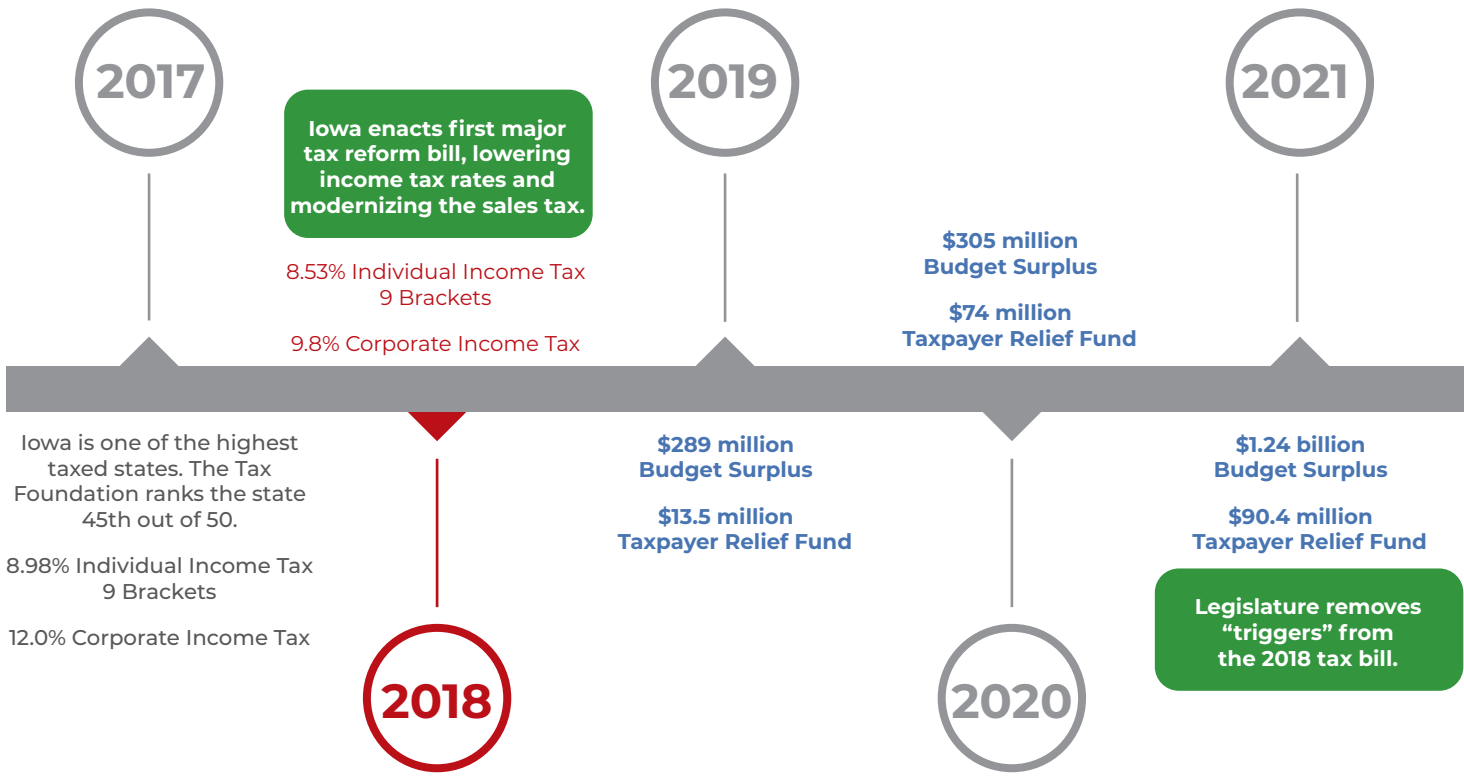 2017
Iowa is one of the highest
taxed states. The Tax
Foundation ranks the state
45th out of 50.
8.98% Individual Income Tax
9 Brackets
12.0% Corporate Income Tax
Iowa enacts first major
tax reform bill, lowering
income tax rates and
modernizing the sales tax.
8.53% Individual Income Tax
9 Brackets
9.8% Corporate Income Tax
2018
2019
$289 million
Budget Surplus
$13.5 million
Taxpayer Relief Fund
$305 million
Budget Surplus
$74 million
Taxpayer Relief Fund
2020
2021
$1.24 billion
Budget Surplus
$90.4 million
Taxpayer Relief Fund
Legislature removes
“triggers” from
the 2018 tax bill.